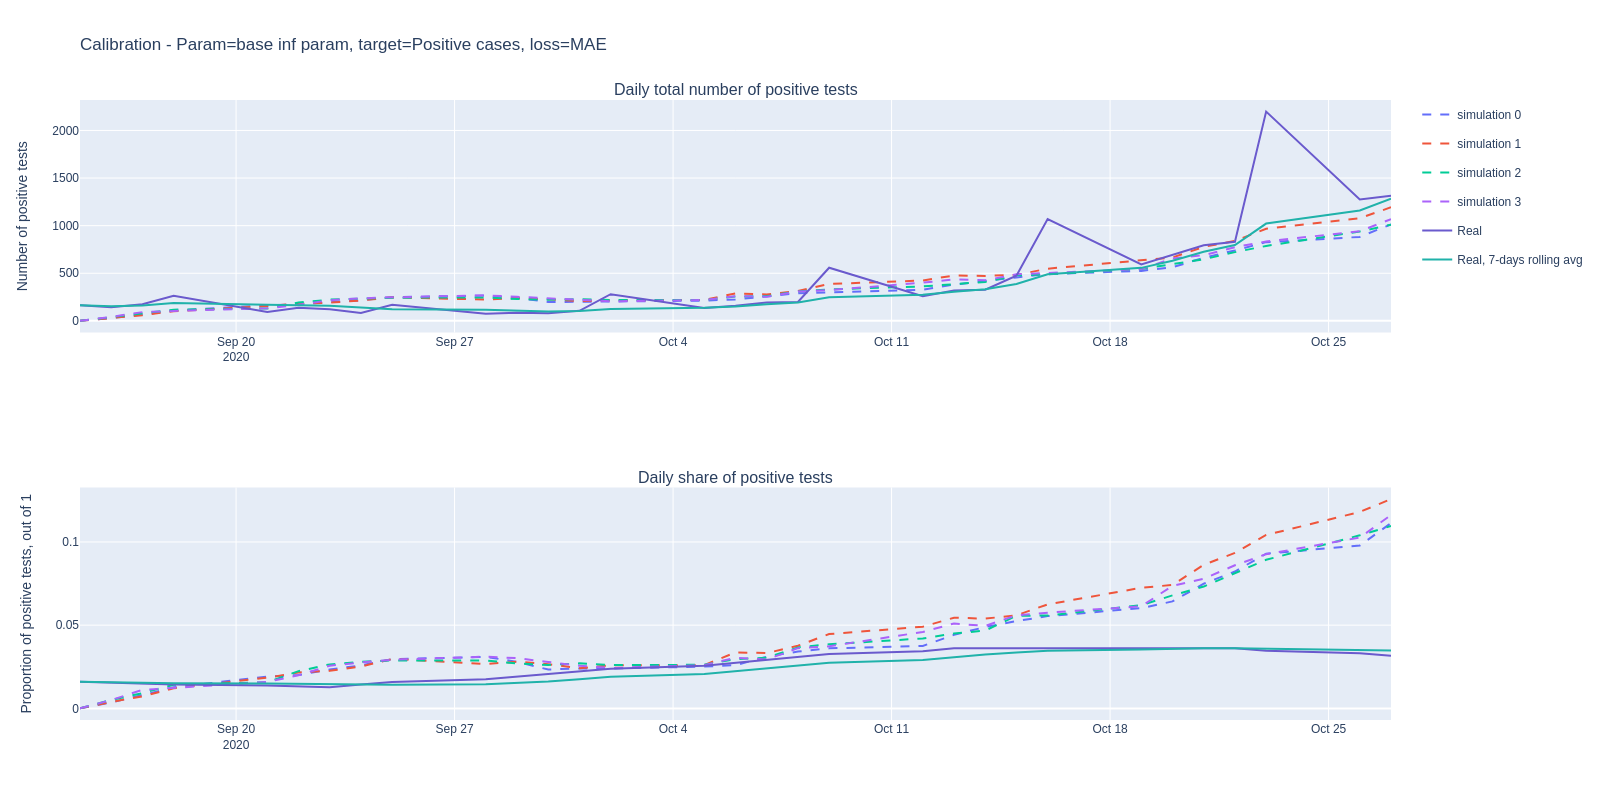 Calibration - Param=base inf param, target=Positive cases, loss=MAE
Daily total number of positive tests
Number of positive tests
2000
1500
1000
500
0
Sep 20
2020
Sep 27
Oct 4
Oct 11
Oct 18
Oct 25
simulation 0
simulation 1
simulation 2
simulation 3
Real
Real, 7-days rolling avg
Daily share of positive tests
Proportion of positive tests, out of 1
0.1
0.05
0
Sep 20
2020
Sep 27
Oct 4
Oct 11
Oct 18
Oct 25